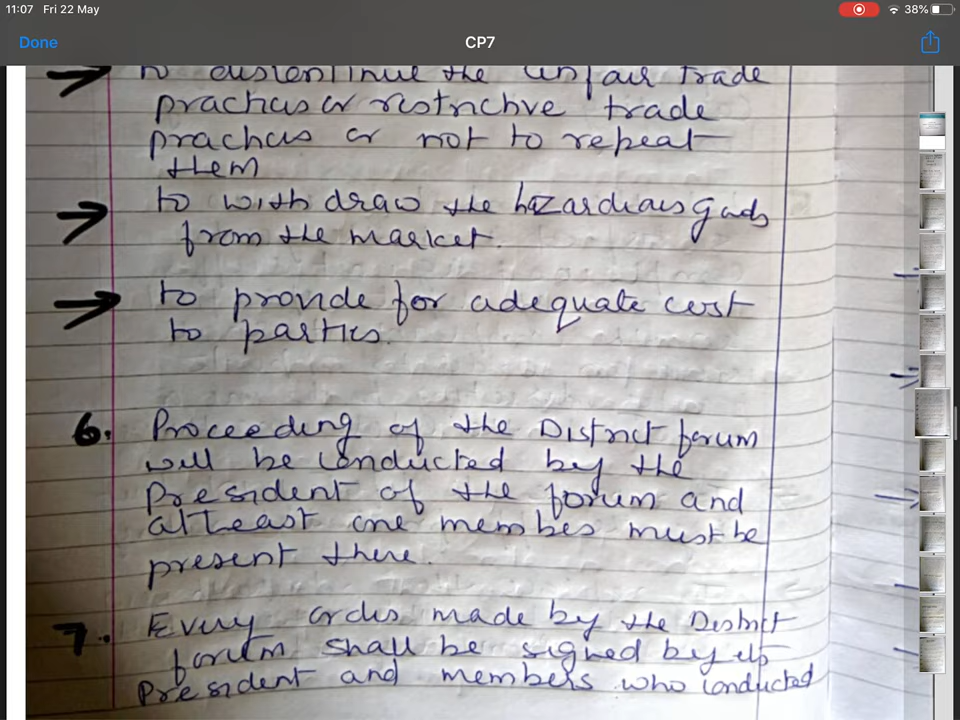 11:07 Fri 22 May
38%
Done
CP7
to discontinue the unfair trade
practices or restrictive trade
practices or not to repeat
them
to withdraw the hazardious goods
from the market.
to provide for adequate cost
to parties.
6. Proceeding of the District forum
will be conducted by the
President of the forum and
atleast one member must be
present there.
7. Every order made by the District
forum shall be signed by its
President and members who conducted